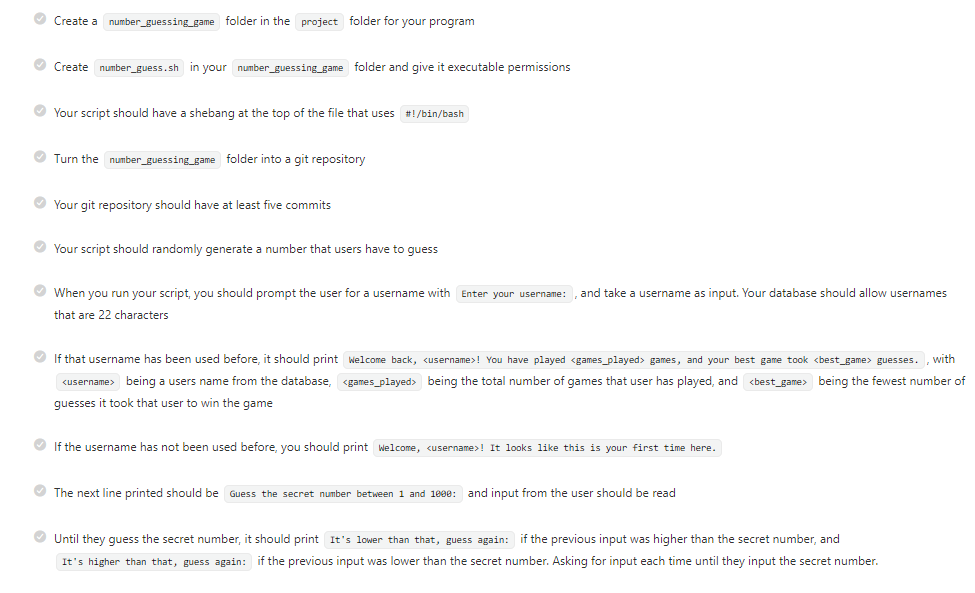 Create a number_guessing_game folder in the project folder for your program
Create number_guess.sh in your number_guessing_game folder and give it executable permissions
Your script should have a shebang at the top of the file that uses #!/bin/bash
Turn the number_guessing_game folder into a git repository
Your git repository should have at least five commits
Your script should randomly generate a number that users have to guess
When you run your script, you should prompt the user for a username with Enter your username: , and take a username as input. Your database should allow usernames
that are 22 characters
If that username has been used before, it should print Welcome back, <username>! You have played <games_played> games, and your best game took <best_game> guesses. , with
<username> being a users name from the database, <games_played> being the total number of games that user has played, and <best_game> being the fewest number of
guesses it took that user to win the game
If the username has not been used before, you should print Welcome, <username>! It looks like this is your first time here.
The next line printed should be Guess the secret number between 1 and 1000: and input from the user should be read
Until they guess the secret number, it should print It's lower than that, guess again: if the previous input was higher than the secret number, and
It's higher than that, guess again: if the previous input was lower than the secret number. Asking for input each time until they input the secret number.